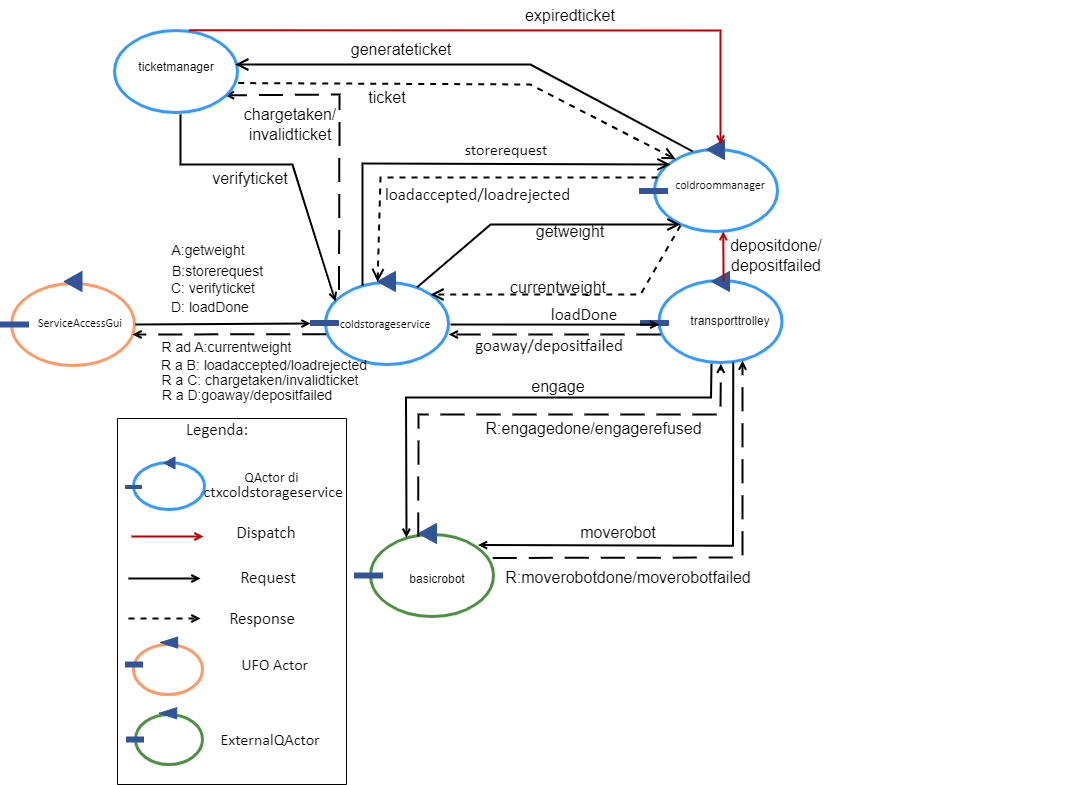 expiredticket
generateticket
ticketmanager
ticket
chargetaken/
invalidticket
storerequest
verifyticket
coldroommanager
loadaccepted/loadrejected
getweight
depositdone/
depositfailed
A:getweight
B:storerequest
C: verifyticket
D: loadDone
currentweight
loadDone
ServiceAccessGui
coldstorageservice
transporttrolley
goaway/depositfailed
R ad A:currentweight
R a B: loadaccepted/loadrejected
R a C: chargetaken/invalidticket
R a D:goaway/depositfailed
engage
R:engagedone/engagerefused
Legenda:
QActor di
ctxcoldstorageservice
Dispatch
moverobot
Request
basicrobot
R:moverobotdone/moverobotfailed
Response
UFO Actor
ExternalQActor